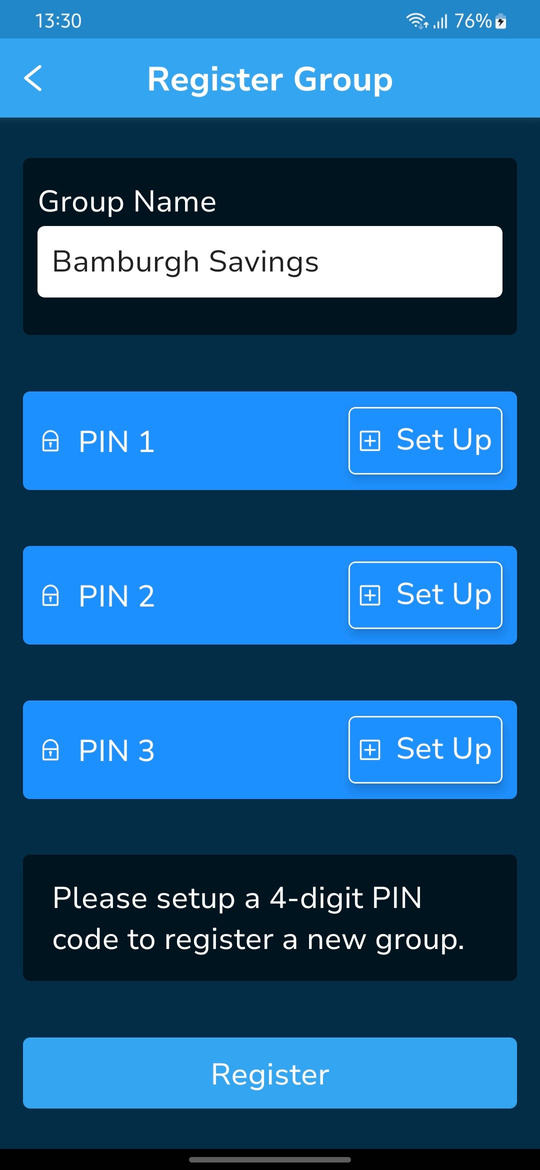 13:30
76%
Register Group
Group Name
Bamburgh Savings
PIN 1
Set Up
PIN 2
Set Up
PIN 3
Set Up
Please setup a 4-digit PIN
code to register a new group.
Register